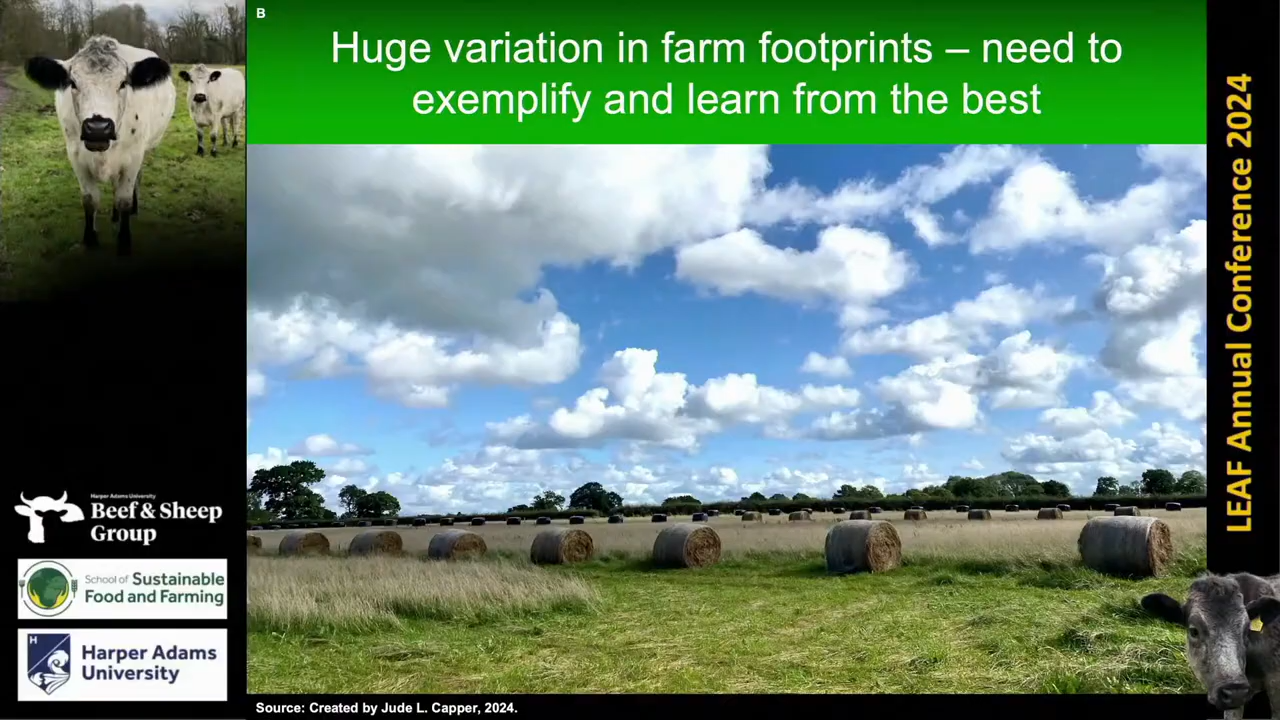 B
Huge variation in farm footprints – need to
exemplify and learn from the best
LEAF Annual Conference 2024
Harper Adams University
Beef & Sheep
Group
School of Sustainable
Food and Farming
H
Harper Adams
University
Source: Created by Jude L. Capper, 2024.